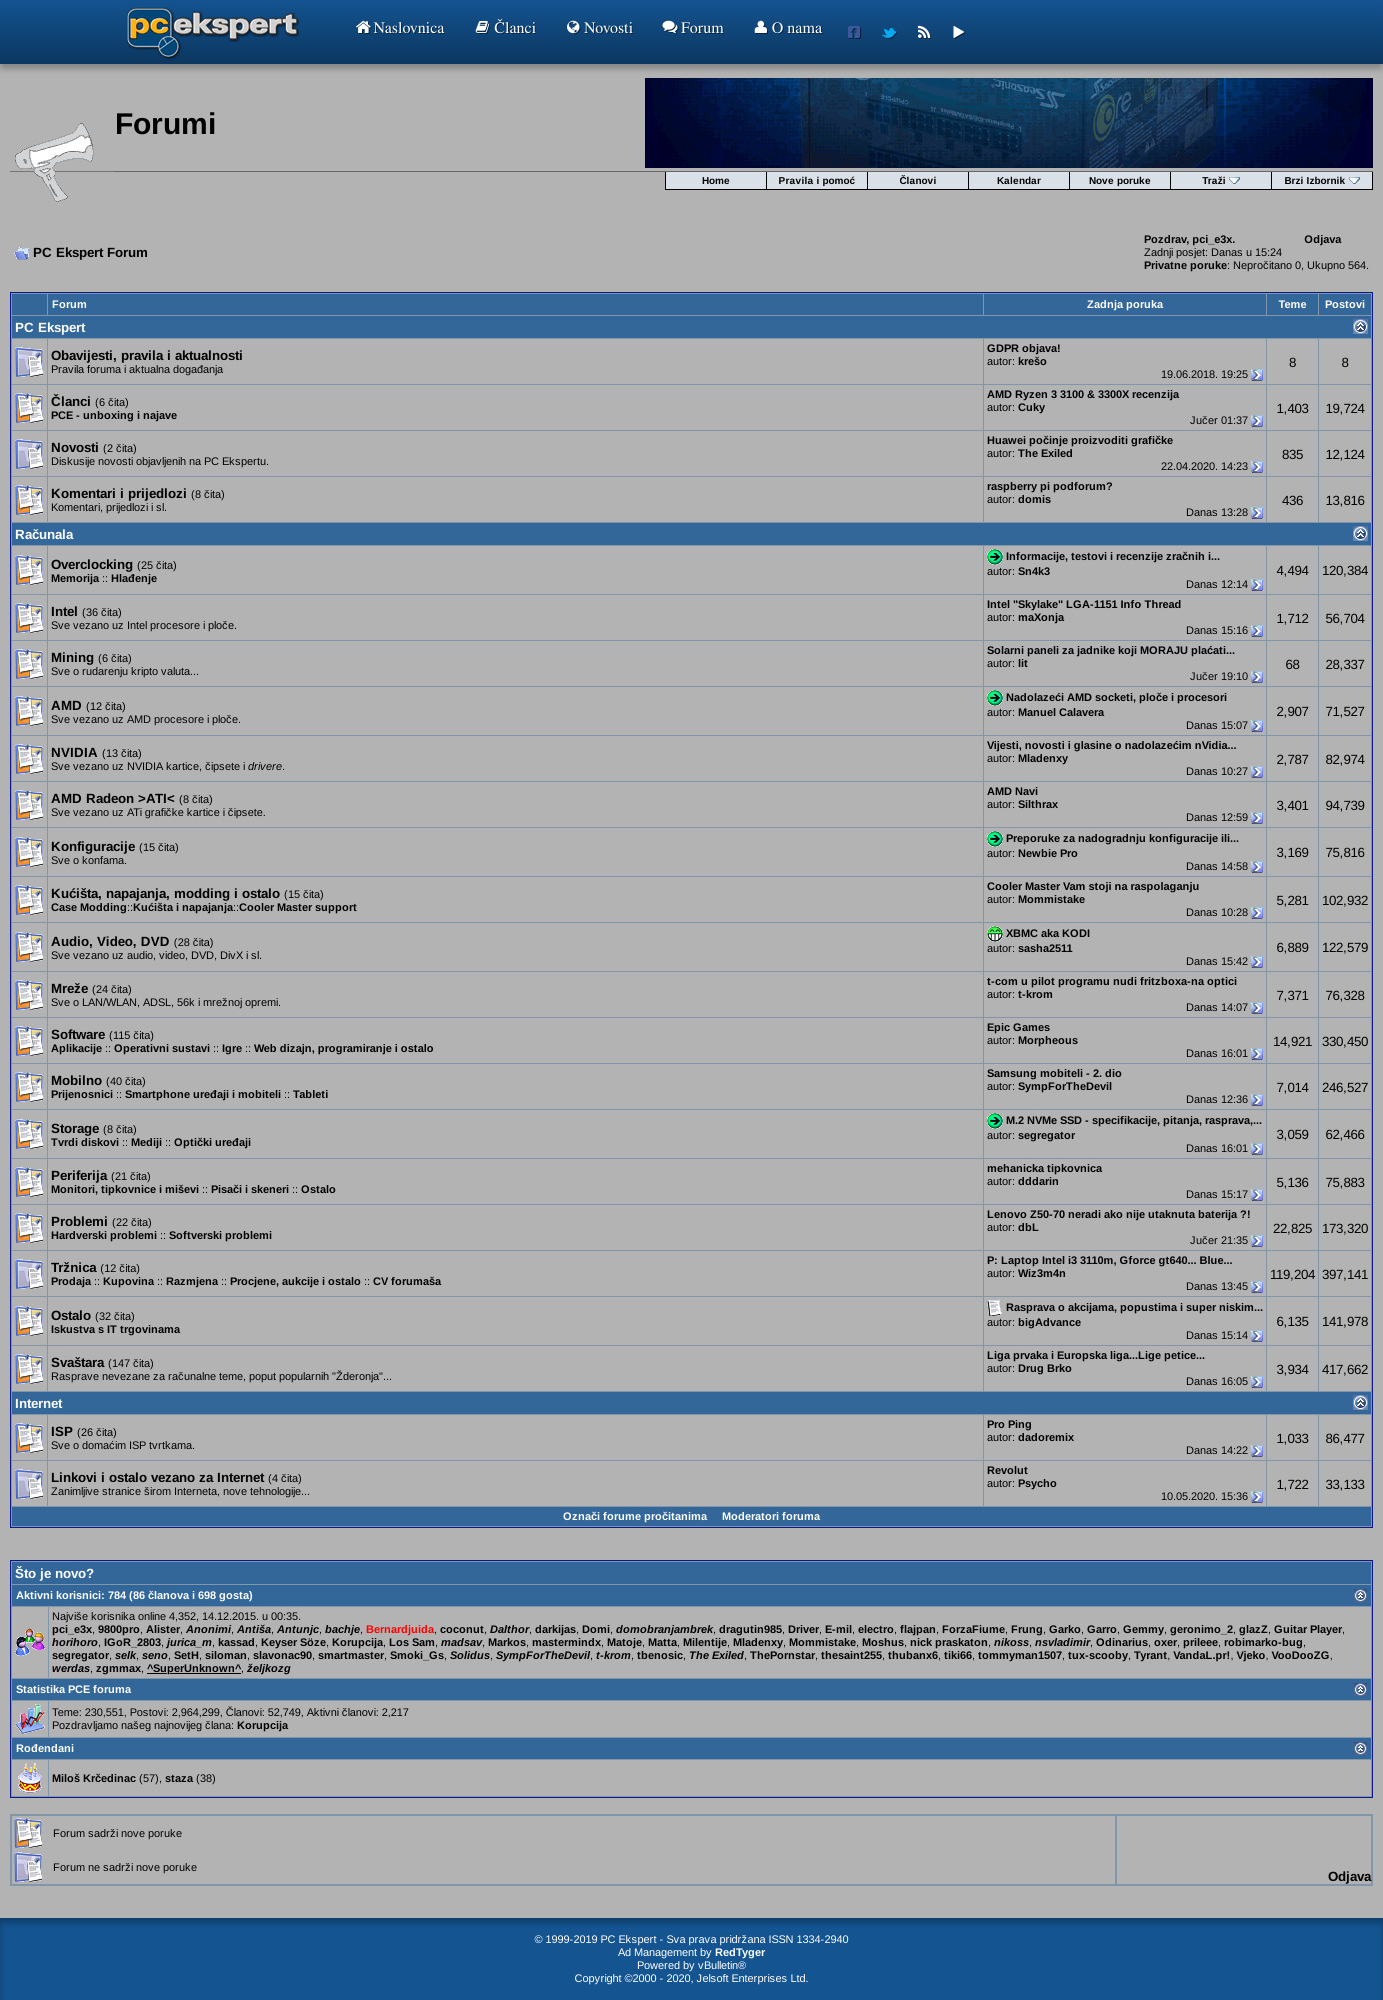 pcekspert
Naslovnica Članci Novosti Forum O nama
Forumi
Home Pravila i pomoć Članovi Kalendar Nove poruke Traži Brzi Izbornik
PC Ekspert Forum
Pozdrav, pci_e3x. Odjava
Zadnji posjet: Danas u 15:24
Privatne poruke: Nepročitano 0, Ukupno 564.
Forum Zadnja poruka Teme Postovi
PC Ekspert
Obavijesti, pravila i aktualnosti
Pravila foruma i aktualna događanja
GDPR objava!
autor: krešo
19.06.2018. 19:25
8 8
Članci (6 čita)
PCE - unboxing i najave
AMD Ryzen 3 3100 & 3300X recenzija
autor: Cuky
Jučer 01:37
1,403 19,724
Novosti (2 čita)
Diskusije novosti objavljenih na PC Ekspertu.
Huawei počinje proizvoditi grafičke
autor: The Exiled
22.04.2020. 14:23
835 12,124
Komentari i prijedlozi (8 čita)
Komentari, prijedlozi i sl.
raspberry pi podforum?
autor: domis
Danas 13:28
436 13,816
Računala
Overclocking (25 čita)
Memorija :: Hlađenje
Informacije, testovi i recenzije zračnih i...
autor: Sn4k3
Danas 12:14
4,494 120,384
Intel (36 čita)
Sve vezano uz Intel procesore i ploče.
Intel "Skylake" LGA-1151 Info Thread
autor: maXonja
Danas 15:16
1,712 56,704
Mining (6 čita)
Sve o rudarenju kripto valuta...
Solarni paneli za jadnike koji MORAJU plaćati...
autor: lit
Jučer 19:10
68 28,337
AMD (12 čita)
Sve vezano uz AMD procesore i ploče.
Nadolazeći AMD socketi, ploče i procesori
autor: Manuel Calavera
Danas 15:07
2,907 71,527
NVIDIA (13 čita)
Sve vezano uz NVIDIA kartice, čipsete i drivere.
Vijesti, novosti i glasine o nadolazećim nVidia...
autor: Mladenxy
Danas 10:27
2,787 82,974
AMD Radeon >ATI< (8 čita)
Sve vezano uz ATi grafičke kartice i čipsete.
AMD Navi
autor: Silthrax
Danas 12:59
3,401 94,739
Konfiguracije (15 čita)
Sve o konfama.
Preporuke za nadogradnju konfiguracije ili...
autor: Newbie Pro
Danas 14:58
3,169 75,816
Kućišta, napajanja, modding i ostalo (15 čita)
Case Modding::Kućišta i napajanja::Cooler Master support
Cooler Master Vam stoji na raspolaganju
autor: Mommistake
Danas 10:28
5,281 102,932
Audio, Video, DVD (28 čita)
Sve vezano uz audio, video, DVD, DivX i sl.
XBMC aka KODI
autor: sasha2511
Danas 15:42
6,889 122,579
Mreže (24 čita)
Sve o LAN/WLAN, ADSL, 56k i mrežnoj opremi.
t-com u pilot programu nudi fritzboxa-na optici
autor: t-krom
Danas 14:07
7,371 76,328
Software (115 čita)
Aplikacije :: Operativni sustavi :: Igre :: Web dizajn, programiranje i ostalo
Epic Games
autor: Morpheous
Danas 16:01
14,921 330,450
Mobilno (40 čita)
Prijenosnici :: Smartphone uređaji i mobiteli :: Tableti
Samsung mobiteli - 2. dio
autor: SympForTheDevil
Danas 12:36
7,014 246,527
Storage (8 čita)
Tvrdi diskovi :: Mediji :: Optički uređaji
M.2 NVMe SSD - specifikacije, pitanja, rasprava,...
autor: segregator
Danas 16:01
3,059 62,466
Periferija (21 čita)
Monitori, tipkovnice i miševi :: Pisači i skeneri :: Ostalo
mehanicka tipkovnica
autor: dddarin
Danas 15:17
5,136 75,883
Problemi (22 čita)
Hardverski problemi :: Softverski problemi
Lenovo Z50-70 neradi ako nije utaknuta baterija ?!
autor: dbL
Jučer 21:35
22,825 173,320
Tržnica (12 čita)
Prodaja :: Kupovina :: Razmjena :: Procjene, aukcije i ostalo :: CV forumaša
P: Laptop Intel i3 3110m, Gforce gt640... Blue...
autor: Wiz3m4n
Danas 13:45
119,204 397,141
Ostalo (32 čita)
Iskustva s IT trgovinama
Rasprava o akcijama, popustima i super niskim...
autor: bigAdvance
Danas 15:14
6,135 141,978
Svaštara (147 čita)
Rasprave nevezane za računalne teme, poput popularnih "Žderonja"...
Liga prvaka i Europska liga...Lige petice...
autor: Drug Brko
Danas 16:05
3,934 417,662
Internet
ISP (26 čita)
Sve o domaćim ISP tvrtkama.
Pro Ping
autor: dadoremix
Danas 14:22
1,033 86,477
Linkovi i ostalo vezano za Internet (4 čita)
Zanimljive stranice širom Interneta, nove tehnologije...
Revolut
autor: Psycho
10.05.2020. 15:36
1,722 33,133
Označi forume pročitanima Moderatori foruma
Što je novo?
Aktivni korisnici: 784 (86 članova i 698 gosta)
Najviše korisnika online 4,352, 14.12.2015. u 00:35.
pci_e3x, 9800pro, Alister, Anonimi, Antiša, Antunjc, bachje, Bernardjuida, coconut, Dalthor, darkijas, Domi, domobranjambrek, dragutin985, Driver, E-mil, electro, flajpan, ForzaFiume, Frung, Garko, Garro, Gemmy, geronimo_2, glazZ, Guitar Player,
horihoro, IGoR_2803, jurica_m, kassad, Keyser Söze, Korupcija, Los Sam, madsav, Markos, mastermindx, Matoje, Matta, Milentije, Mladenxy, Mommistake, Moshus, nick praskaton, nikoss, nsvladimir, Odinarius, oxer, prileee, robimarko-bug,
segregator, selk, seno, SetH, siloman, slavonac90, smartmaster, Smoki_Gs, Solidus, SympForTheDevil, t-krom, tbenosic, The Exiled, ThePornstar, thesaint255, thubanx6, tiki66, tommyman1507, tux-scooby, Tyrant, VandaL.pr!, Vjeko, VooDooZG,
werdas, zgmmax, ^SuperUnknown^, željkozg
Statistika PCE foruma
Teme: 230,551, Postovi: 2,964,299, Članovi: 52,749, Aktivni članovi: 2,217
Pozdravljamo našeg najnovijeg člana: Korupcija
Rođendani
Miloš Krčedinac (57), staza (38)
Forum sadrži nove poruke
Forum ne sadrži nove poruke
Odjava
© 1999-2019 PC Ekspert - Sva prava pridržana ISSN 1334-2940
Ad Management by RedTyger
Powered by vBulletin®
Copyright ©2000 - 2020, Jelsoft Enterprises Ltd.